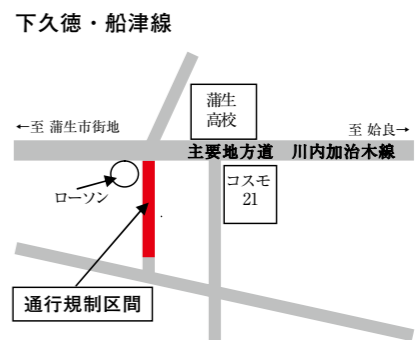 下久徳・船津線
蒲生
高校
←至 蒲生市街地
至 姶良→
主要地方道 川内加治木線
コスモ
21
ローソン
通行規制区間